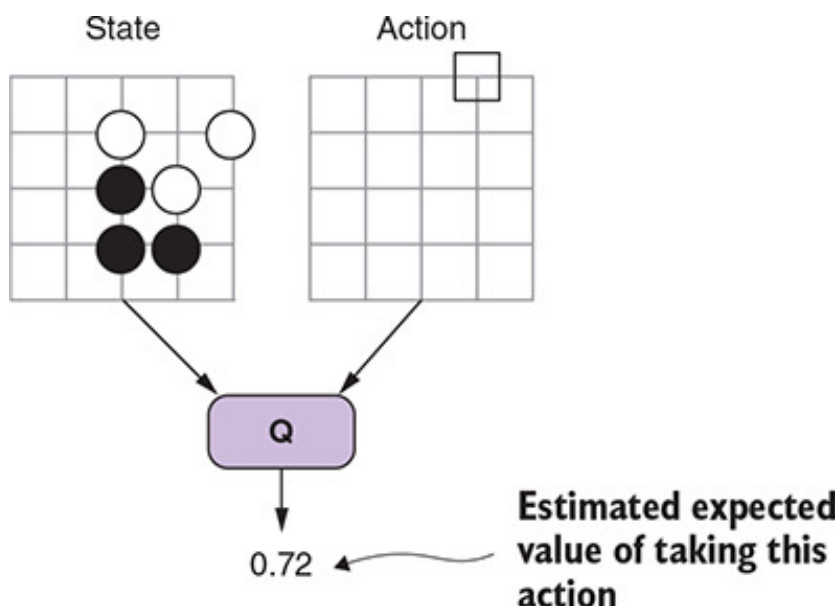 State
Action
Q
0.72
Estimated expected
value of taking this
action